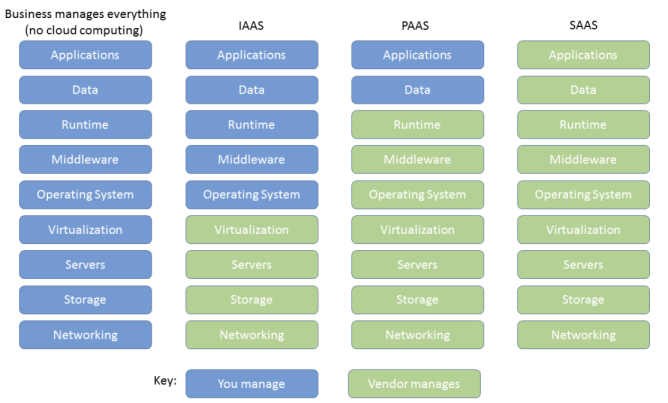 Business manages everything
(no cloud computing)
IAAS
PAAS
SAAS
Applications
Applications
Applications
Applications
Data
Data
Data
Data
Runtime
Runtime
Runtime
Runtime
Middleware
Middleware
Middleware
Middleware
Operating System
Operating System
Operating System
Operating System
Virtualization
Virtualization
Virtualization
Virtualization
Servers
Servers
Servers
Servers
Storage
Storage
Storage
Storage
Networking
Networking
Networking
Networking
Key:
You manage
Vendor manages